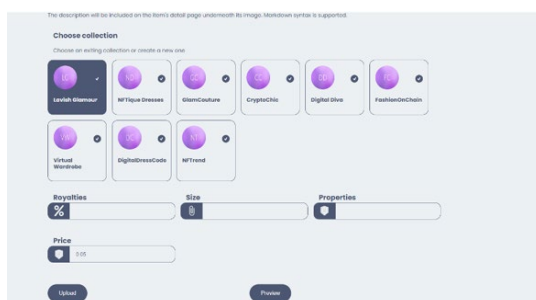 The description will be included on the item's detail page underneath its image. Markdown syntax is supported.
Choose collection
Choose an exiting collection or create a new one
Lavish Glamour
NFTique Dresses
GlamCouture
CryptoChic
Digital Diva
FashionOnChain
Virtual
Wardrobe
DigitalDressCode
NFTrend
Royalties
Size
Properties
%
Price
0.05
Upload
Preview